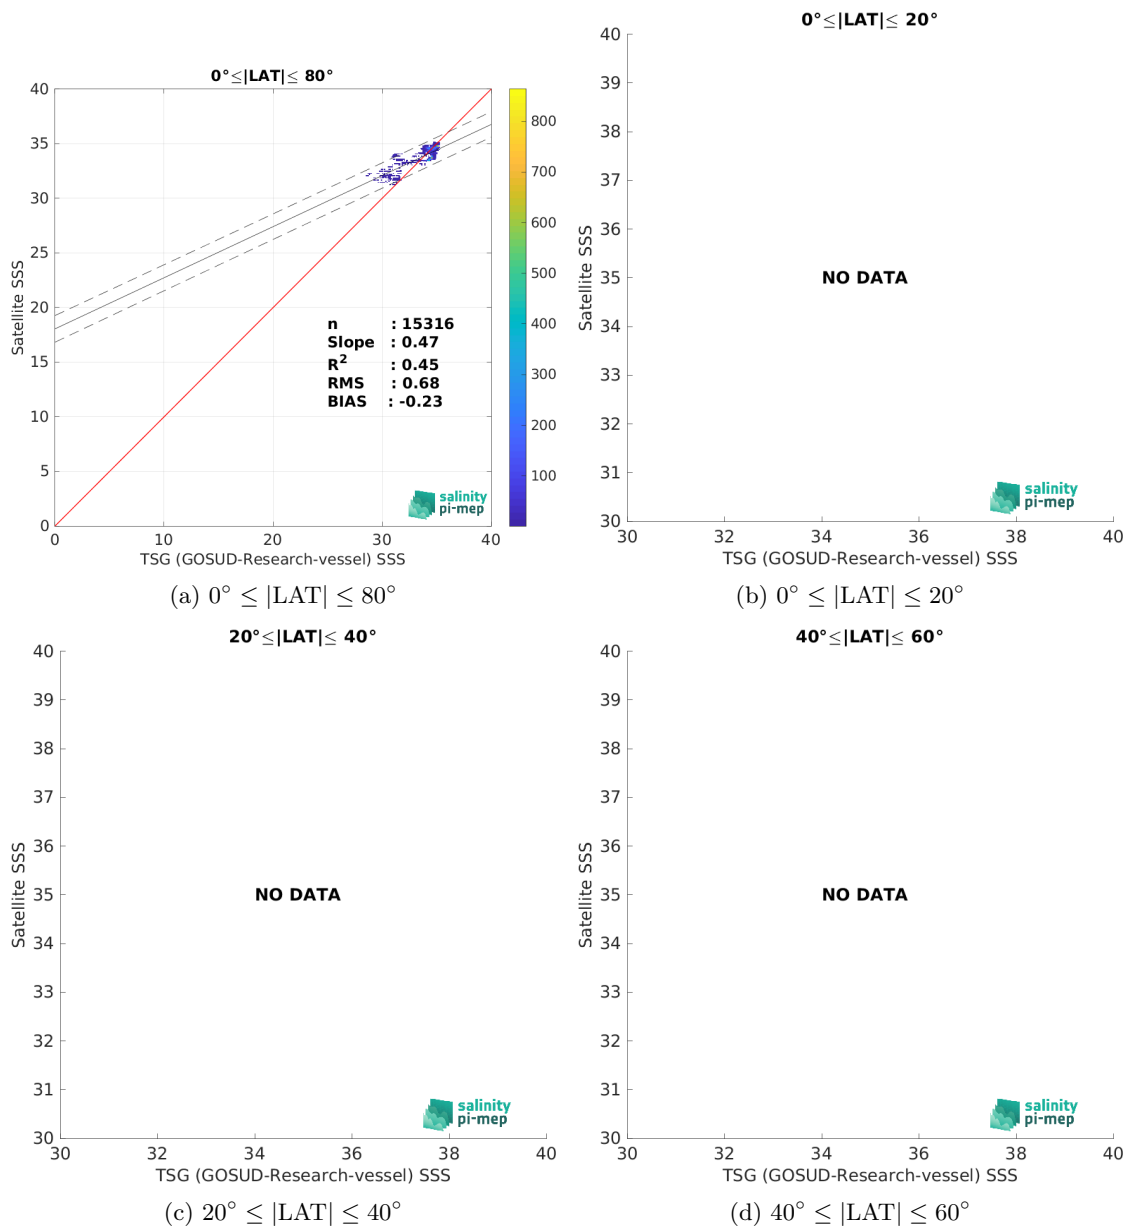 0°≤|LAT|≤ 80°
40
35
30
25
20
15
10
5
0
Satellite SSS
0
10
20
30
40
TSG (GOSUD-Research-vessel) SSS
800
700
600
500
400
300
200
100
n : 15316
Slope : 0.47
R² : 0.45
RMS : 0.68
BIAS : -0.23
salinity
pi-mep
(a) 0° ≤ |LAT| ≤ 80°
0°≤|LAT|≤ 20°
40
39
38
37
36
35
34
33
32
31
30
Satellite SSS
NO DATA
salinity
pi-mep
30
32
34
36
38
40
TSG (GOSUD-Research-vessel) SSS
(b) 0° ≤ |LAT| ≤ 20°
20°≤|LAT|≤ 40°
40
39
38
37
36
35
34
33
32
31
30
Satellite SSS
NO DATA
salinity
pi-mep
30
32
34
36
38
40
TSG (GOSUD-Research-vessel) SSS
(c) 20° ≤ |LAT| ≤ 40°
40°≤|LAT|≤ 60°
40
39
38
37
36
35
34
33
32
31
30
Satellite SSS
NO DATA
salinity
pi-mep
30
32
34
36
38
40
TSG (GOSUD-Research-vessel) SSS
(d) 40° ≤ |LAT| ≤ 60°